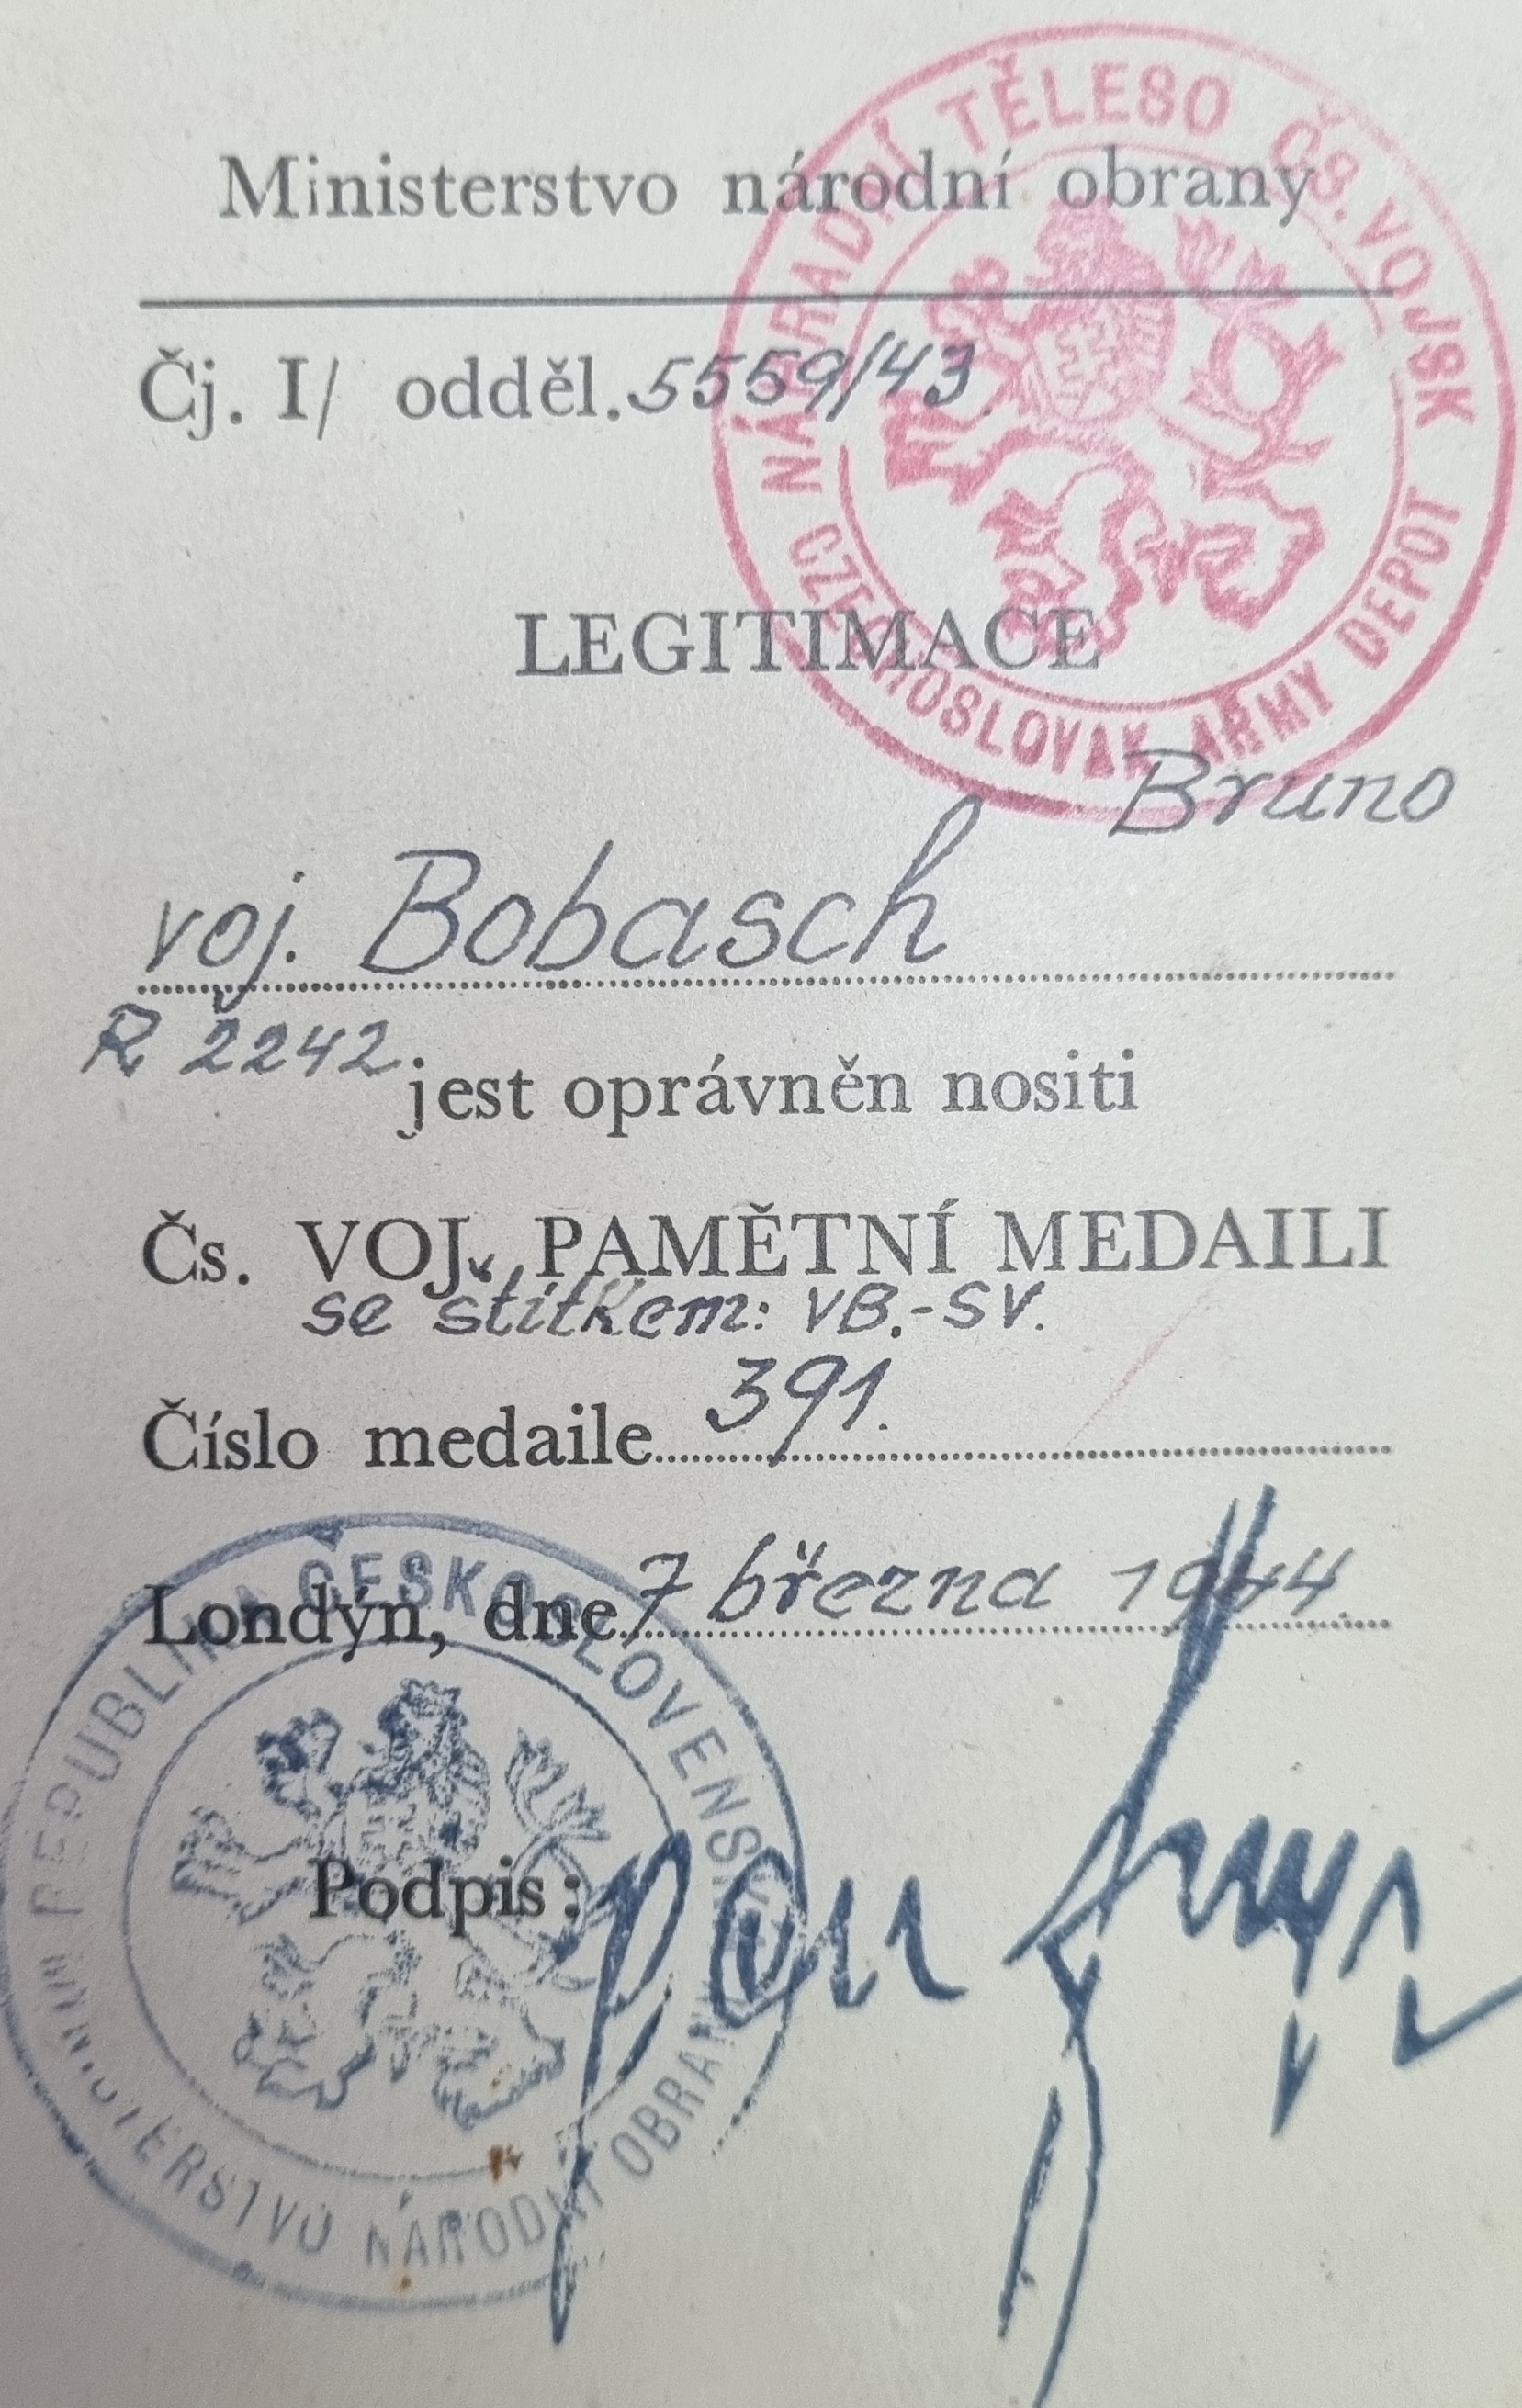 NÁHRADNÍ TĚLESO ČS. VOJSK
CZECHOSLOVAK ARMY DEPOT
Ministerstvo národní obrany
Čj. I/ odděl. 5559/43.
LEGITIMACE
Bruno
voj. Bobasch
R 2242
jest oprávněn nositi
Čs. VOJ. PAMĚTNÍ MEDAILI
se štítkem: VB.-SV.
Číslo medaile 391.
Londýn, dne 7 března 1944.
REPUBLIKA ČESKOSLOVENSKÁ
Podpis:
MINISTERSTVO NÁRODNÍ OBRANY